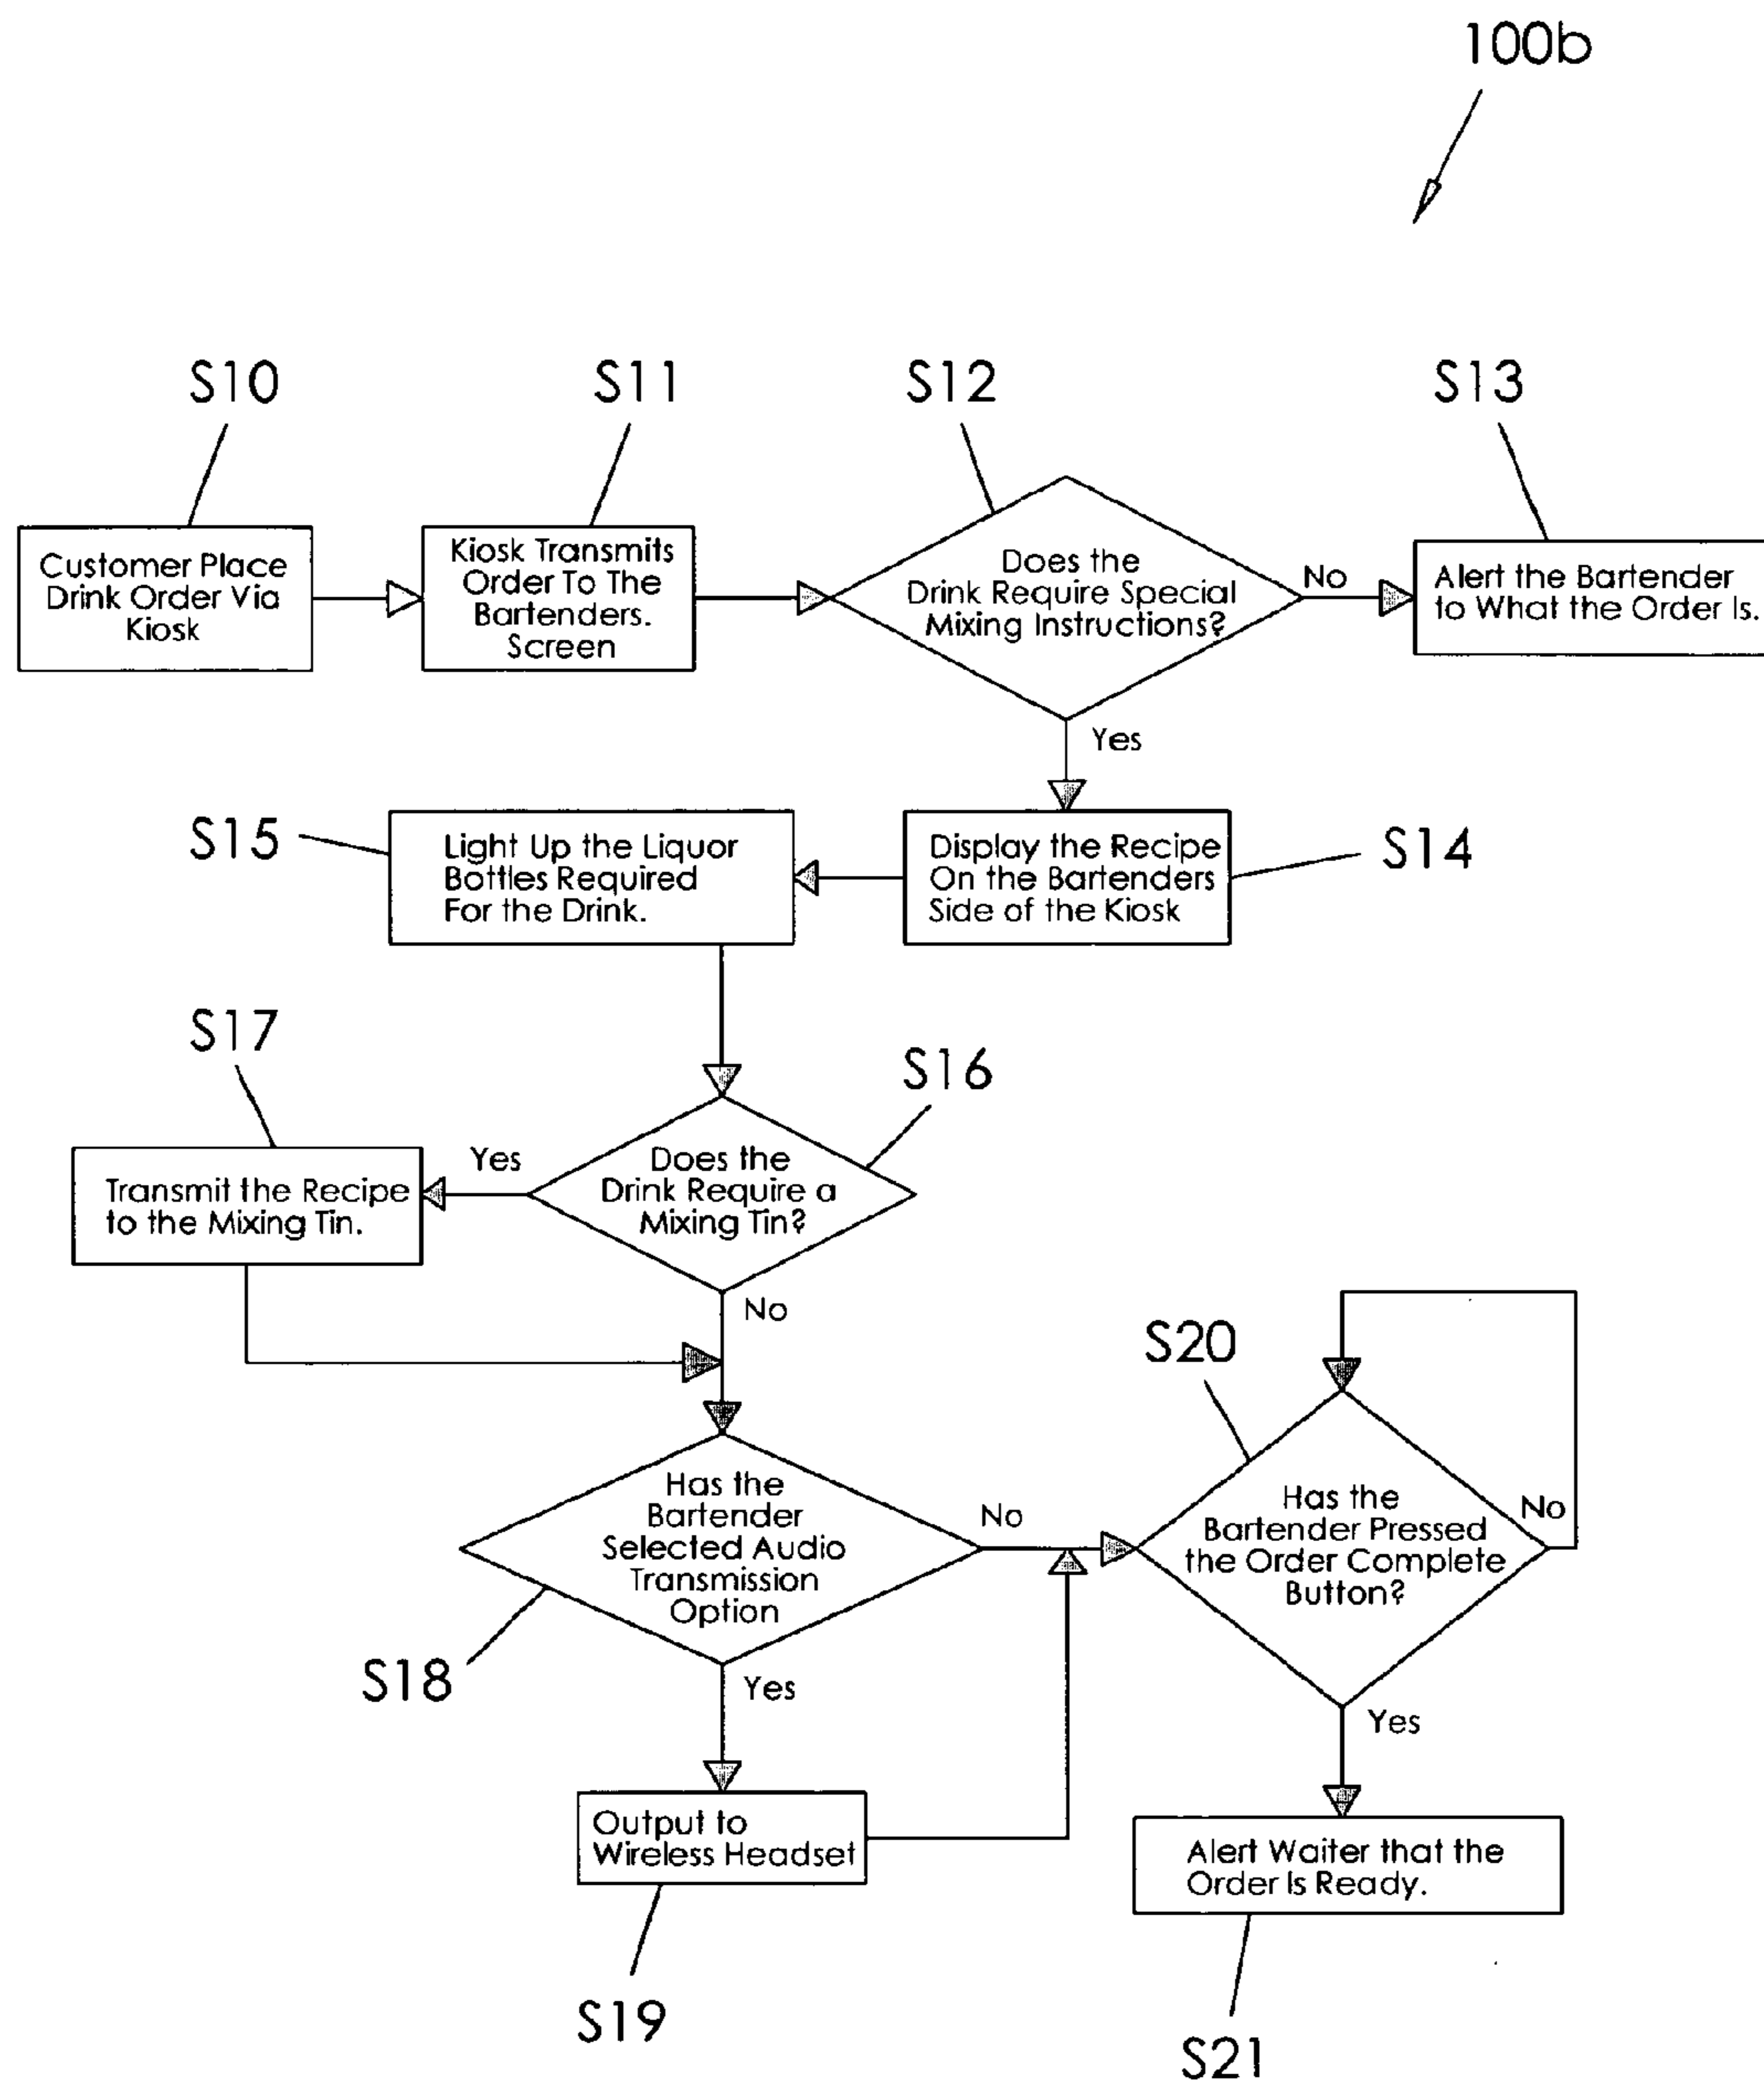 100b
S10
S11
S12
S13
Customer Place
Drink Order Via
Kiosk
Kiosk Transmits
Order To The
Bartenders.
Screen
Does the
Drink Require Special
Mixing Instructions?
No
Alert the Bartender
to What the Order Is.
Yes
S15
Light Up the Liquor
Bottles Required
For the Drink.
Display the Recipe
On the Bartenders
Side of the Kiosk
S14
S17
S16
Transmit the Recipe
to the Mixing Tin.
Yes
Does the
Drink Require a
Mixing Tin?
No
S20
Has the
Bartender
Selected Audio
Transmission
Option
No
Has the
Bartender Pressed
the Order Complete
Button?
No
S18
Yes
Yes
Output to
Wireless Headset
Alert Waiter that the
Order Is Ready.
S19
S21